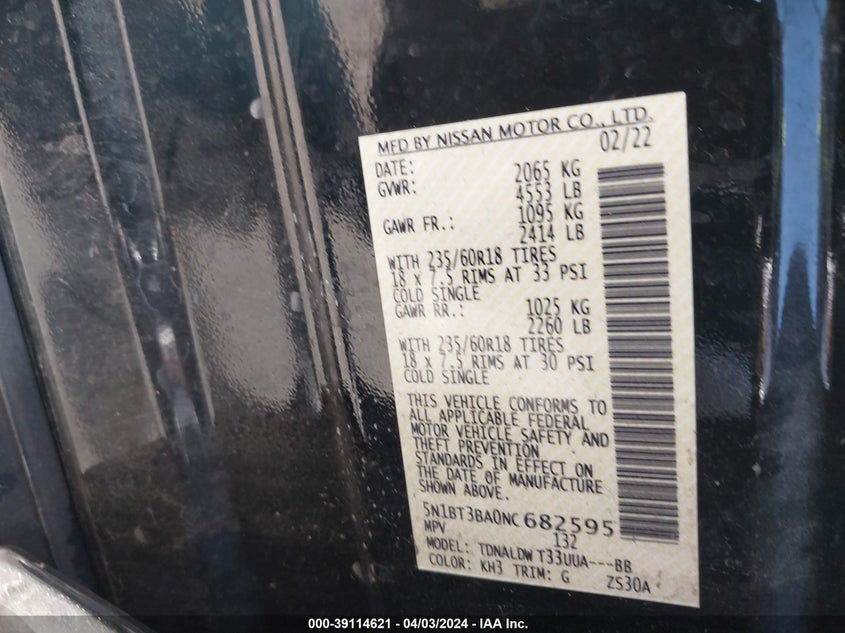 MFD BY NISSAN MOTOR CO., LTD.
DATE: 02/22
GVWR: 2065 KG
4553 LB
GAWR FR.: 1095 KG
2414 LB
WITH 235/60R18 TIRES
18 x 7.5 RIMS AT 33 PSI
COLD SINGLE
GAWR RR.: 1025 KG
2260 LB
WITH 235/60R18 TIRES
18 x 7.5 RIMS AT 30 PSI
COLD SINGLE
THIS VEHICLE CONFORMS TO
ALL APPLICABLE FEDERAL
MOTOR VEHICLE SAFETY AND
THEFT PREVENTION
STANDARDS IN EFFECT ON
THE DATE OF MANUFACTURE
SHOWN ABOVE.
5N1BT3BA0NC682595
MPV 132
MODEL: TDNALDW T33UUA---BB
COLOR: KH3 TRIM: G ZS30A
000-39114621 - 04/03/2024 - IAA Inc.